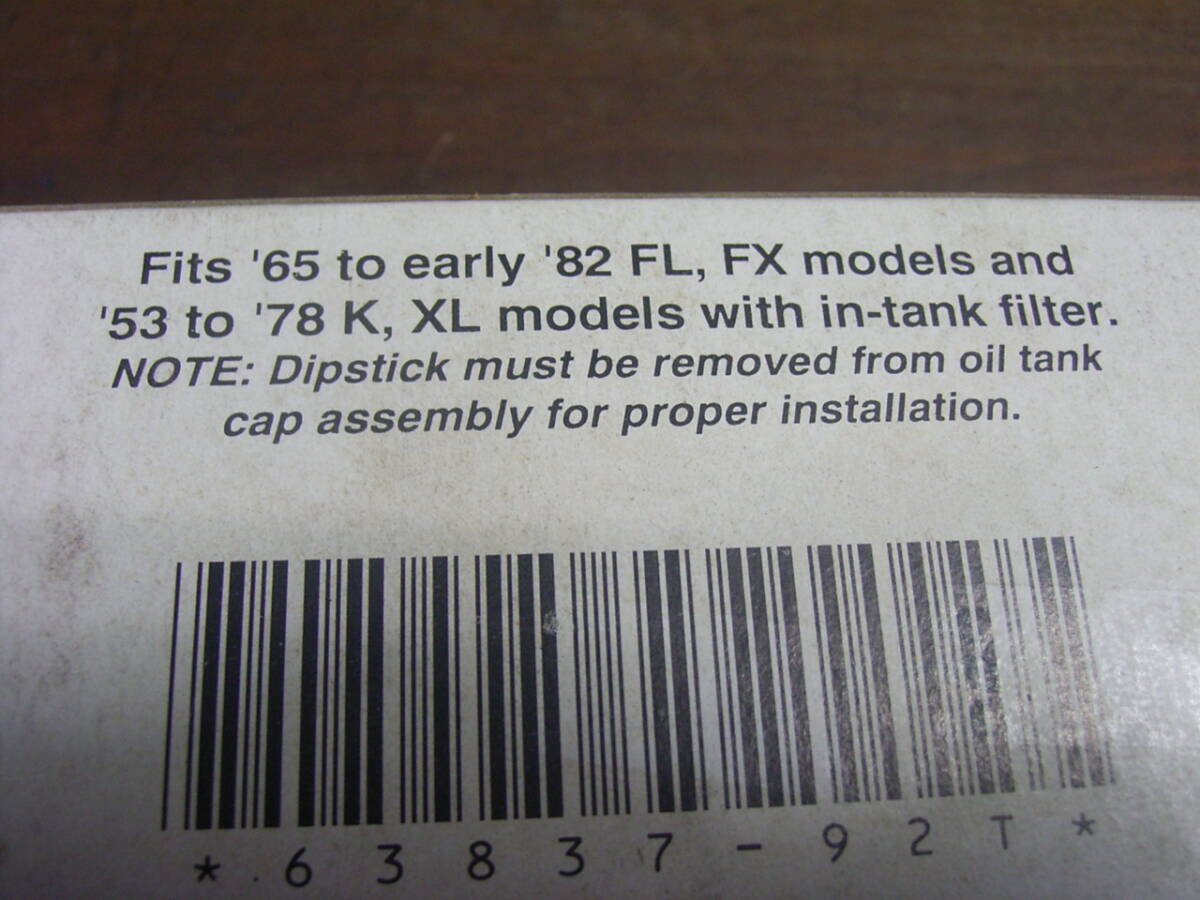 Fits '65 to early '82 FL, FX models and
'53 to '78 K, XL models with in-tank filter.
NOTE: Dipstick must be removed from oil tank
cap assembly for proper installation.
*63837-92T*